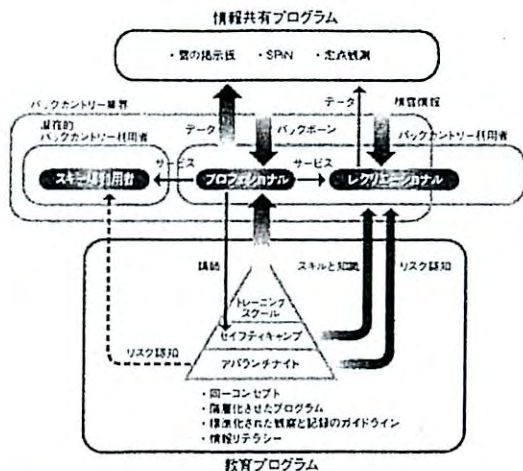 情報共有プログラム
・雪の掲示板 ・SPIN ・定点観測
バックカントリー業界
データ
バックボーン
データ
積雪情報
潜在的
バックカントリー利用者
バックカントリー利用者
スキー場利用者
サービス
プロフェッショナル
サービス
レクリエーショナル
講師
スキルと知識
リスク認知
トレーニング
スクール
セイフティキャンプ
アバランチナイト
リスク認知
・同一コンセプト
・階層化させたプログラム
・標準化された観察と記録のガイドライン
・情報リテラシー
教育プログラム